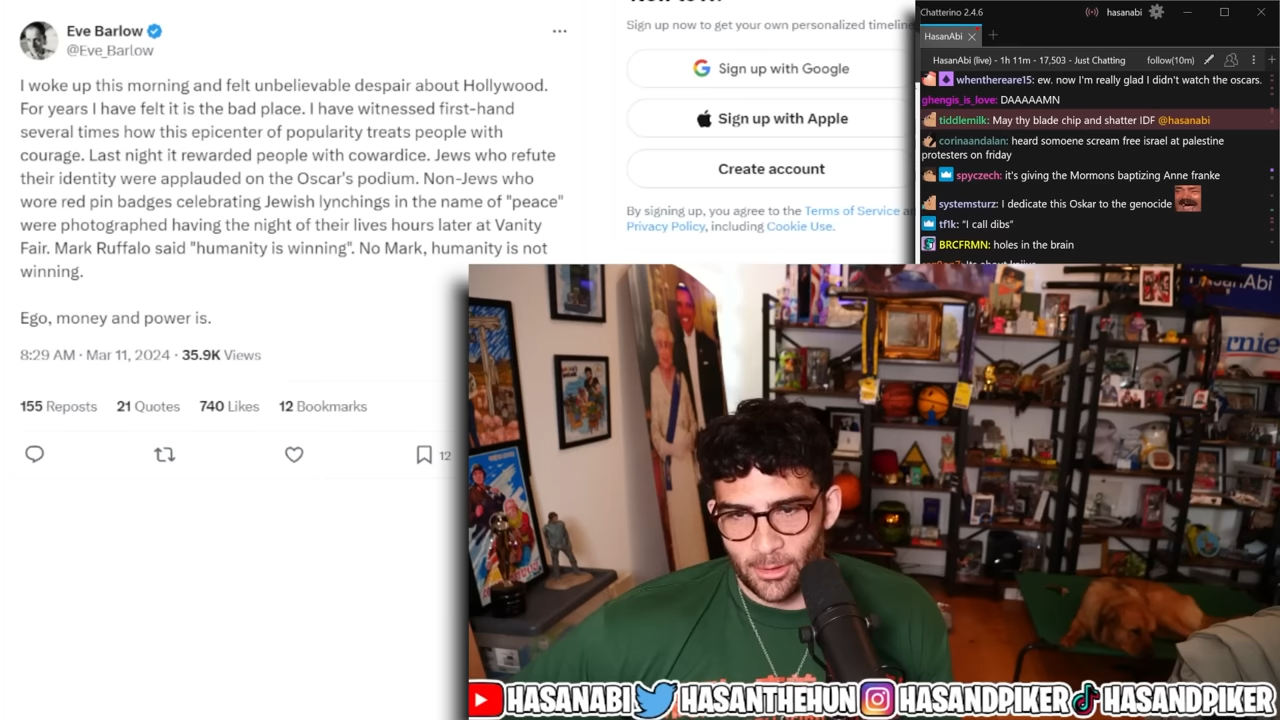 Eve Barlow
@Eve_Barlow
I woke up this morning and felt unbelievable despair about Hollywood.
For years I have felt it is the bad place. I have witnessed first-hand
several times how this epicenter of popularity treats people with
courage. Last night it rewarded people with cowardice. Jews who refute
their identity were applauded on the Oscar's podium. Non-Jews who
wore red pin badges celebrating Jewish lynchings in the name of "peace"
were photographed having the night of their lives hours later at Vanity
Fair. Mark Ruffalo said "humanity is winning". No Mark, humanity is not
winning.
Ego, money and power is.
8:29 AM · Mar 11, 2024 · 35.9K Views
155 Reposts 21 Quotes 740 Likes 12 Bookmarks
12
Sign up now to get your own personalized timeline
Sign up with Google
Sign up with Apple
Create account
By signing up, you agree to the Terms of Service
Privacy Policy, including Cookie Use.
Chatterino 2.4.6
hasanabi
HasanAbi
HasanAbi (live) - 1h 11m - 17,503 - Just Chatting
follow(10m)
whenthereare15: ew. now I'm really glad I didn't watch the oscars.
ghengis_is_love: DAAAAAMN
tiddlemilk: May thy blade chip and shatter IDF @hasanabi
corinaandalan: heard somoene scream free israel at palestine
protesters on friday
spyczech: it's giving the Mormons baptizing Anne franke
systemsturz: I dedicate this Oskar to the genocide
tf1k: "I call dibs"
BRCFRMN: holes in the brain
HASANABI HASANTHEHUN HASANDPIKER HASANDPIKER